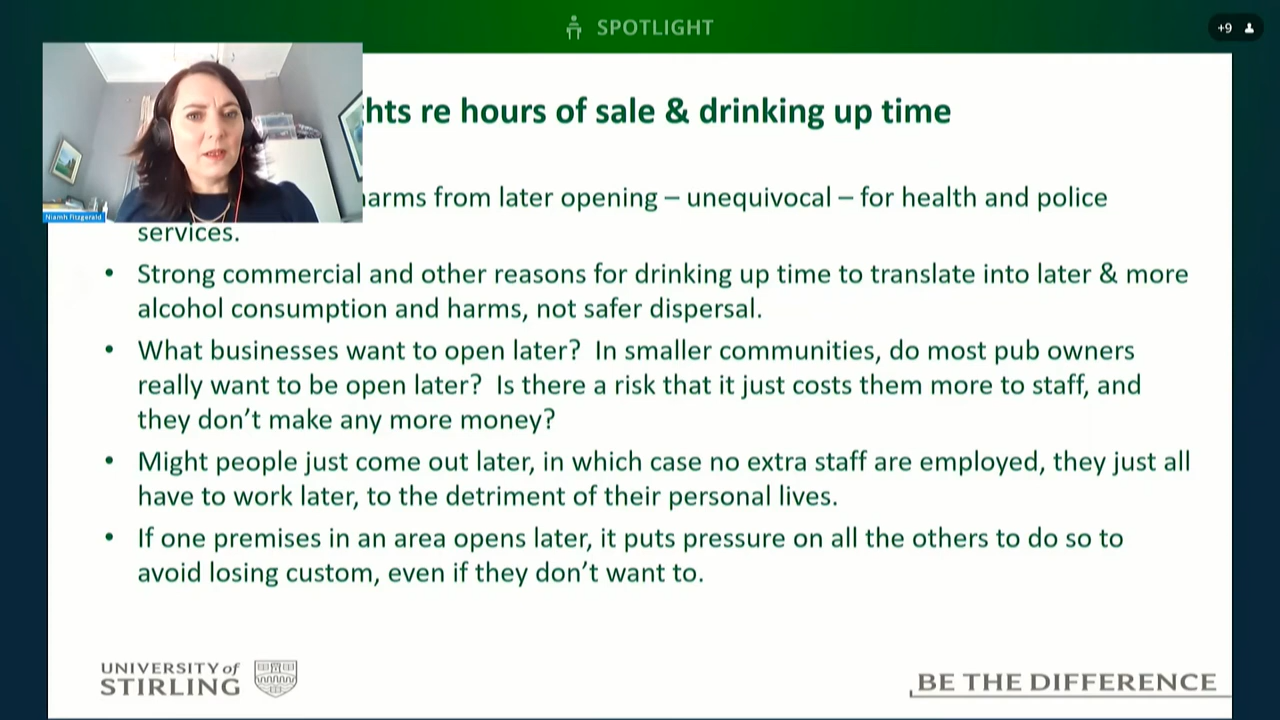 SPOTLIGHT
+9
hts re hours of sale & drinking up time
Niamh Fitzgerald
arms from later opening – unequivocal – for health and police
services.
• Strong commercial and other reasons for drinking up time to translate into later & more
alcohol consumption and harms, not safer dispersal.
• What businesses want to open later? In smaller communities, do most pub owners
really want to be open later? Is there a risk that it just costs them more to staff, and
they don’t make any more money?
• Might people just come out later, in which case no extra staff are employed, they just all
have to work later, to the detriment of their personal lives.
• If one premises in an area opens later, it puts pressure on all the others to do so to
avoid losing custom, even if they don’t want to.
UNIVERSITY of
STIRLING
BE THE DIFFERENCE